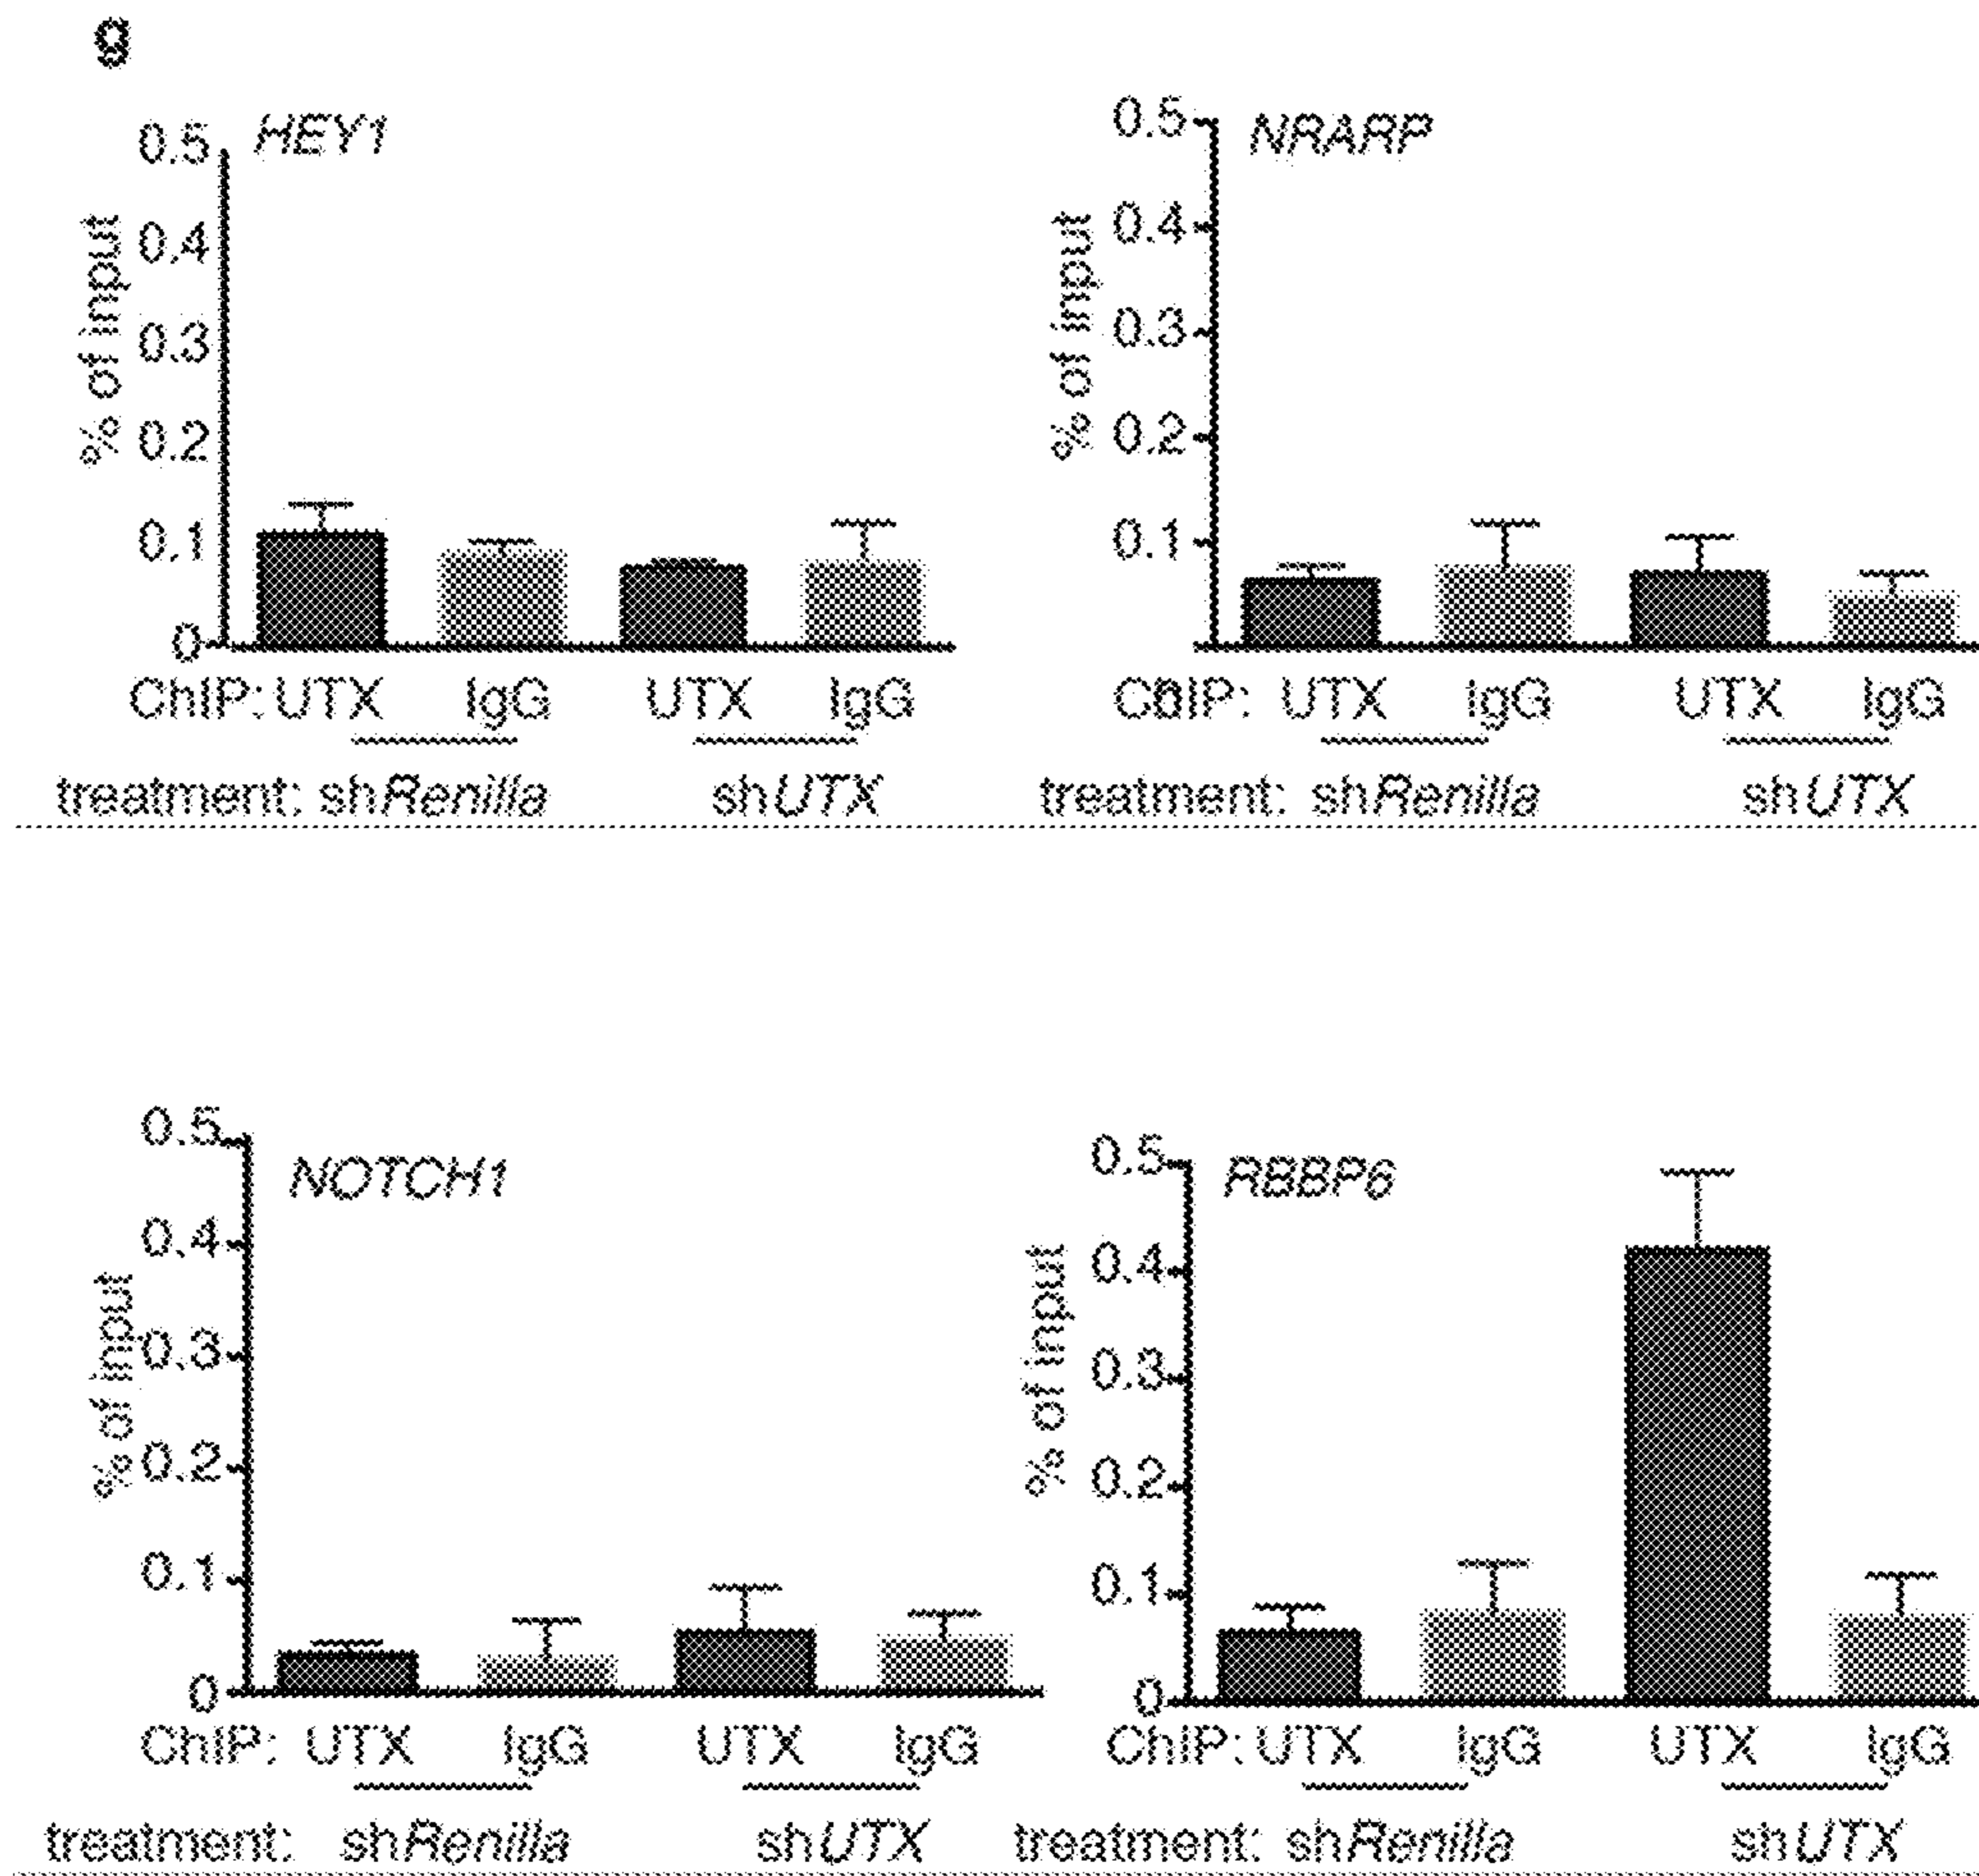 g
HEY1
0.5
0.4
0.3
0.2
0.1
0
% of input
ChIP: UTX IgG UTX IgG
treatment: shRenilla shUTX
NRARP
0.5
0.4
0.3
0.2
0.1
% of input
ChIP: UTX IgG UTX IgG
treatment: shRenilla shUTX
NOTCH1
0.5
0.4
0.3
0.2
0.1
0
% of input
ChIP: UTX IgG UTX IgG
treatment: shRenilla shUTX
RBBP6
0.5
0.4
0.3
0.2
0.1
0
% of input
ChIP: UTX IgG UTX IgG
treatment: shRenilla shUTX